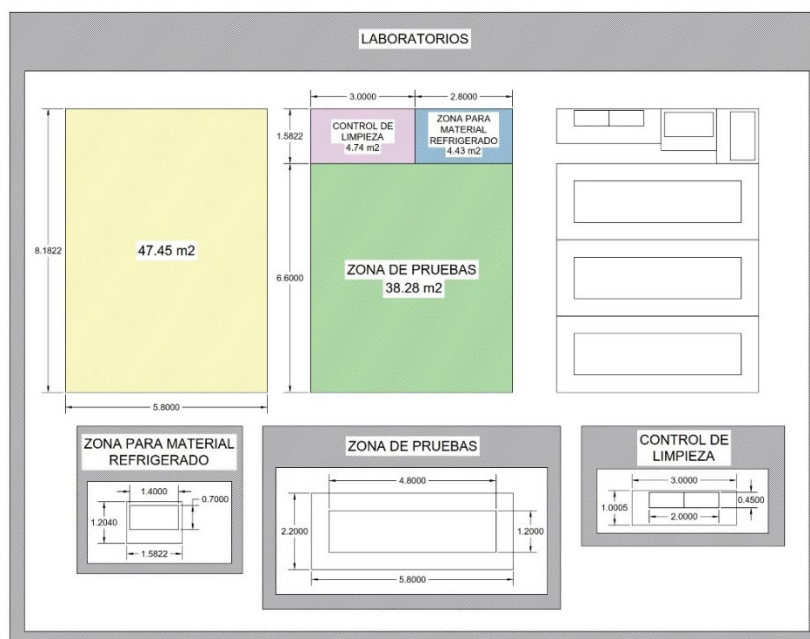 LABORATORIOS
3.0000
2.8000
1.5822
CONTROL DE
LIMPIEZA
4.74 m2
ZONA PARA
MATERIAL
REFRIGERADO
4.43 m2
8.1822
47.45 m2
6.6000
ZONA DE PRUEBAS
38.28 m2
5.8000
ZONA PARA MATERIAL
REFRIGERADO
1.4000
0.7000
1.2040
1.5822
ZONA DE PRUEBAS
4.8000
2.2000
1.2000
5.8000
CONTROL DE
LIMPIEZA
3.0000
1.0005
0.4500
2.0000